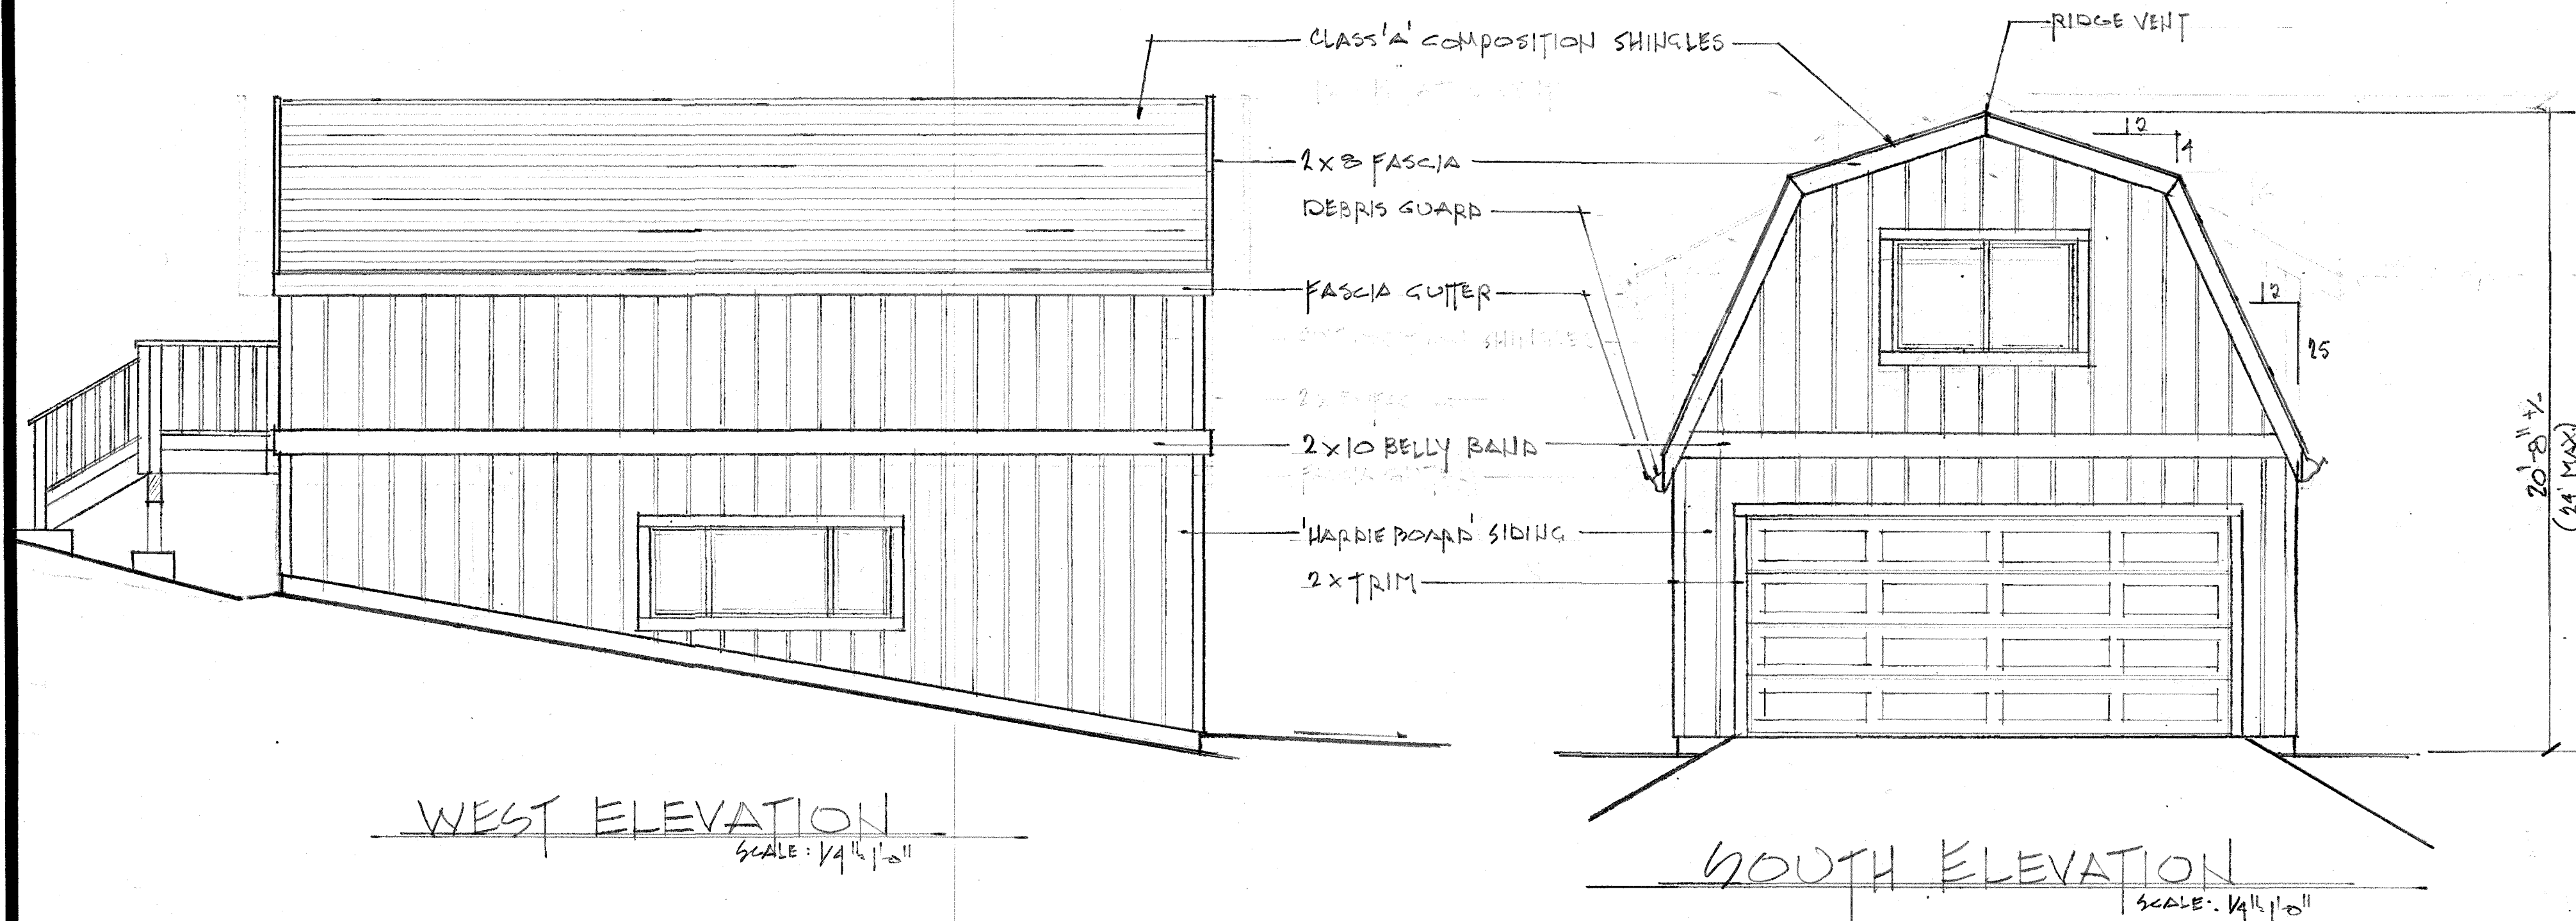 RIDGE VENT
CLASS 'A' COMPOSITION SHINGLES
12
4
2x8 FASCIA
DEBRIS GUARD
FASCIA GUTTER
12
25
2x10 BELLY BAND
'HARDIEBOARD' SIDING
2x TRIM
20'-8" +/-
(24' MAX)
WEST ELEVATION
SCALE: 1/4"=1'-0"
SOUTH ELEVATION
SCALE: 1/4"=1'-0"